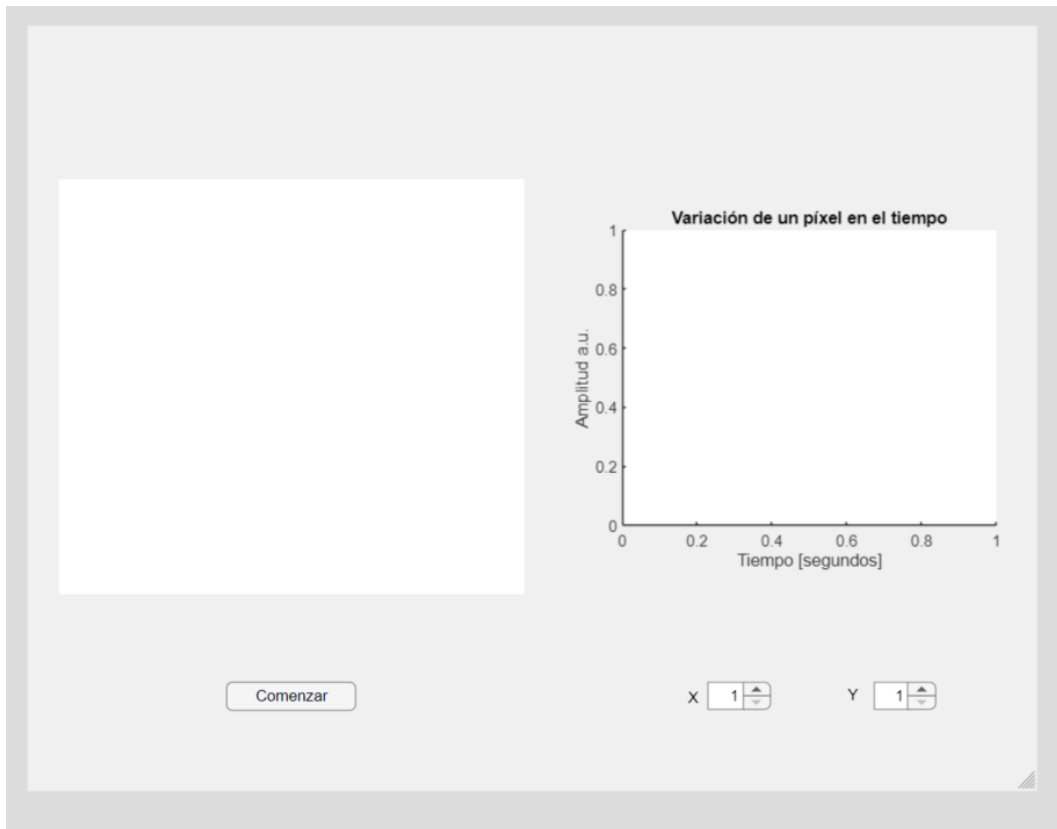 Variación de un píxel en el tiempo
1
0.8
0.6
0.4
0.2
0
Amplitud a.u.
0 0.2 0.4 0.6 0.8 1
Tiempo [segundos]
Comenzar
X 1
Y 1